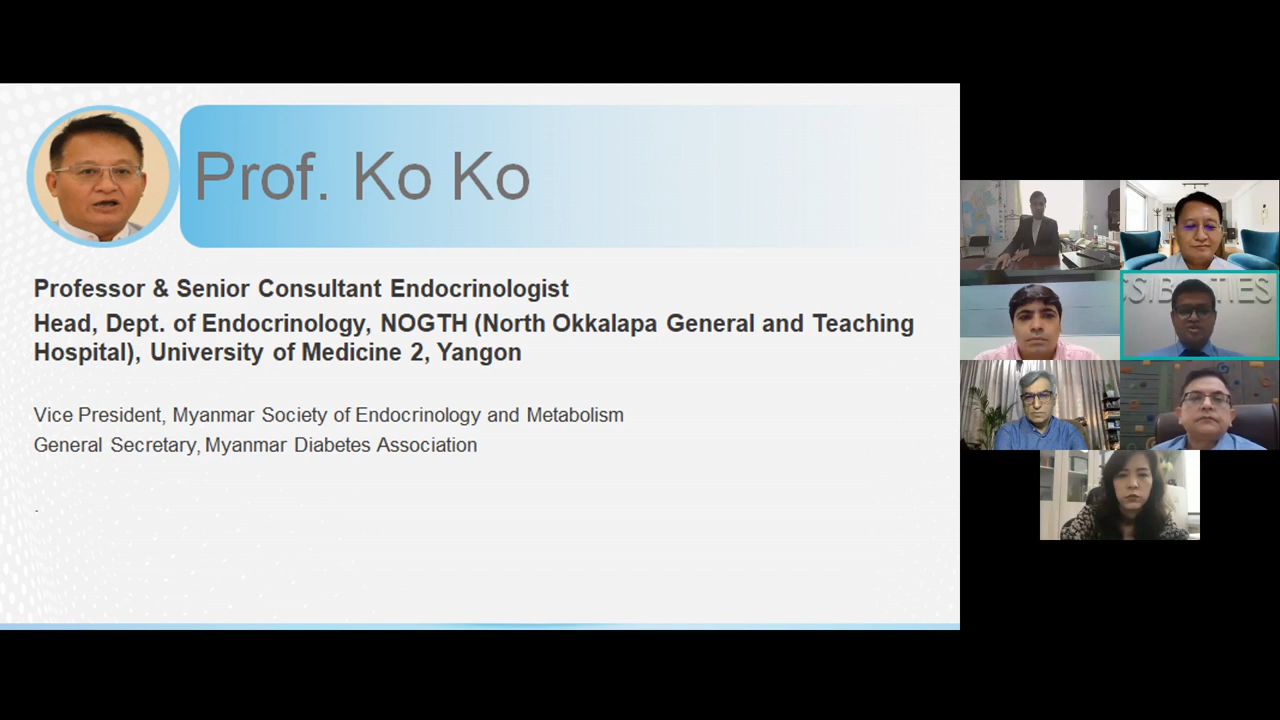 Prof. Ko Ko
Professor & Senior Consultant Endocrinologist
Head, Dept. of Endocrinology, NOGTH (North Okkalapa General and Teaching
Hospital), University of Medicine 2, Yangon
Vice President, Myanmar Society of Endocrinology and Metabolism
General Secretary, Myanmar Diabetes Association
.